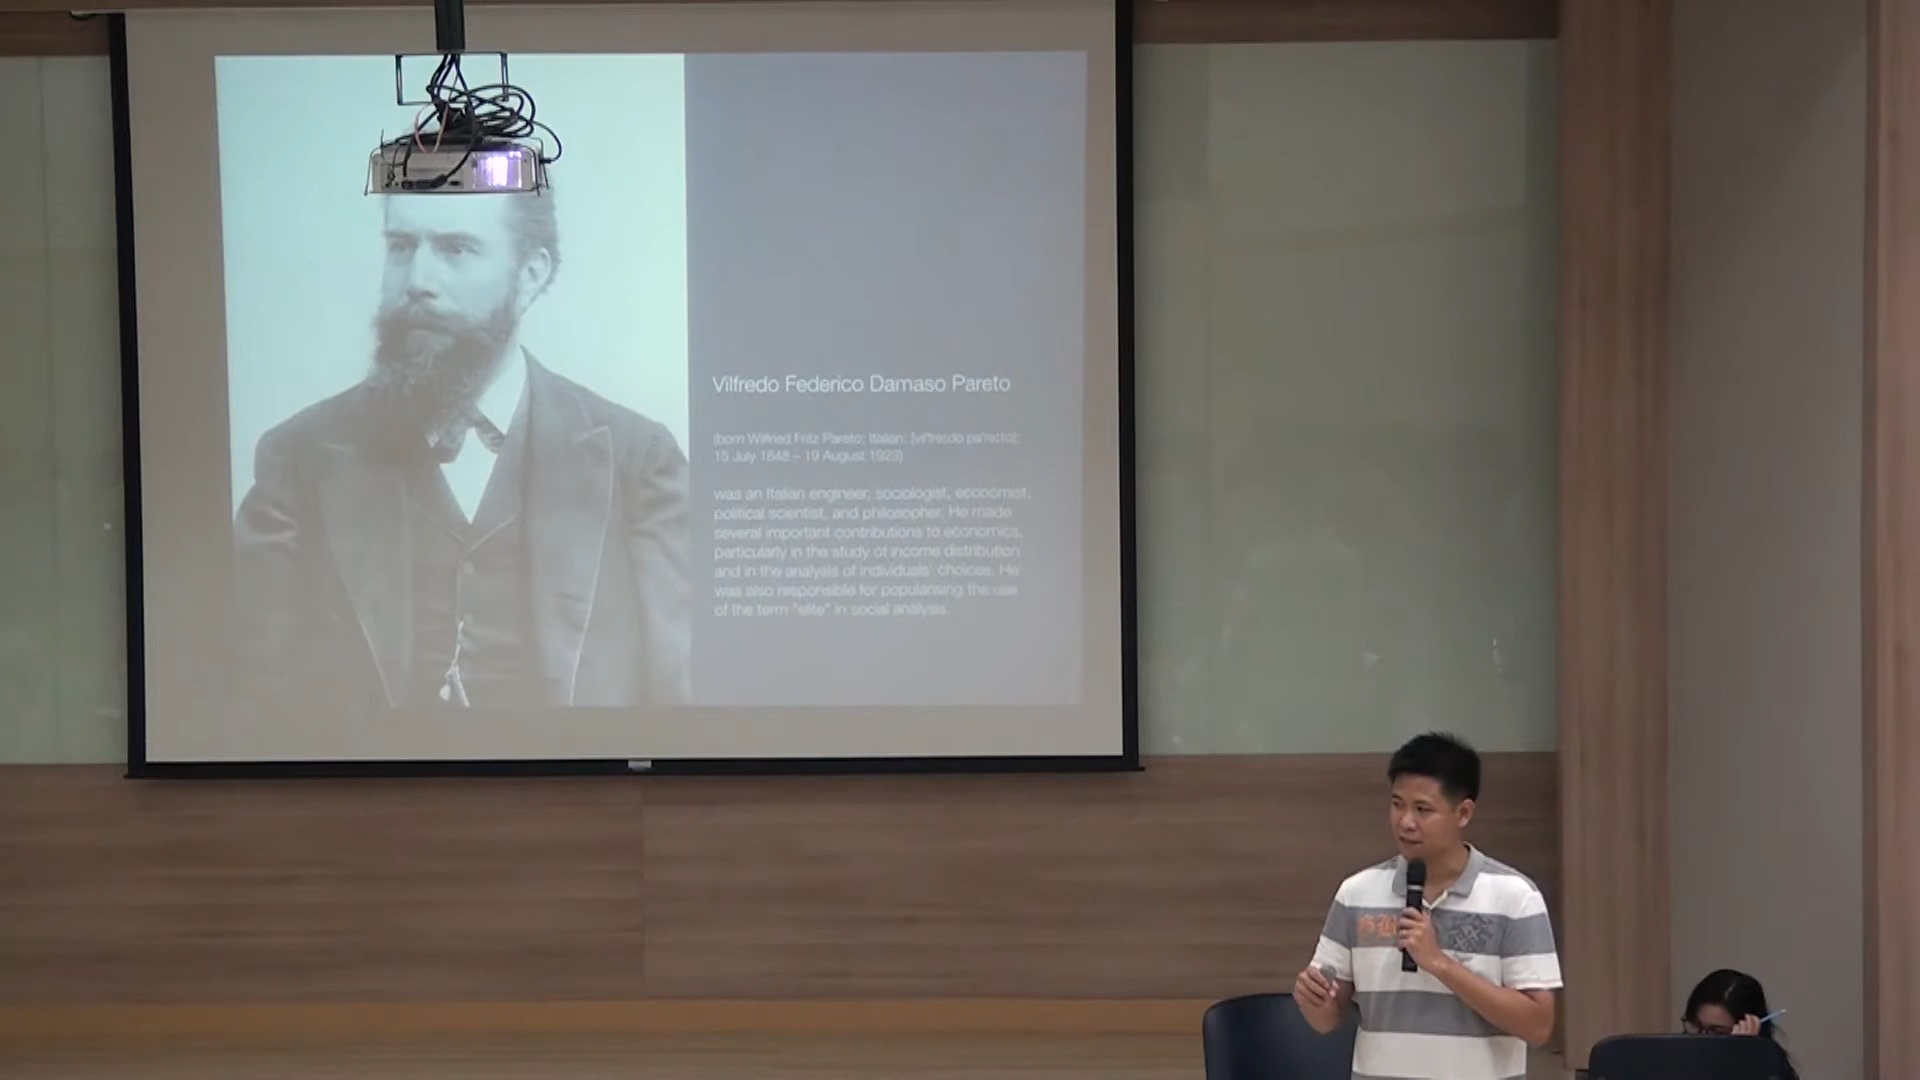 Vilfredo Federico Damaso Pareto
(born Wilfried Fritz Pareto; Italian: [vilˈfreːdo paˈreːto];
15 July 1848 – 19 August 1923)
was an Italian engineer, sociologist, economist,
political scientist, and philosopher. He made
several important contributions to economics,
particularly in the study of income distribution
and in the analysis of individuals' choices. He
was also responsible for popularising the use
of the term "elite" in social analysis.